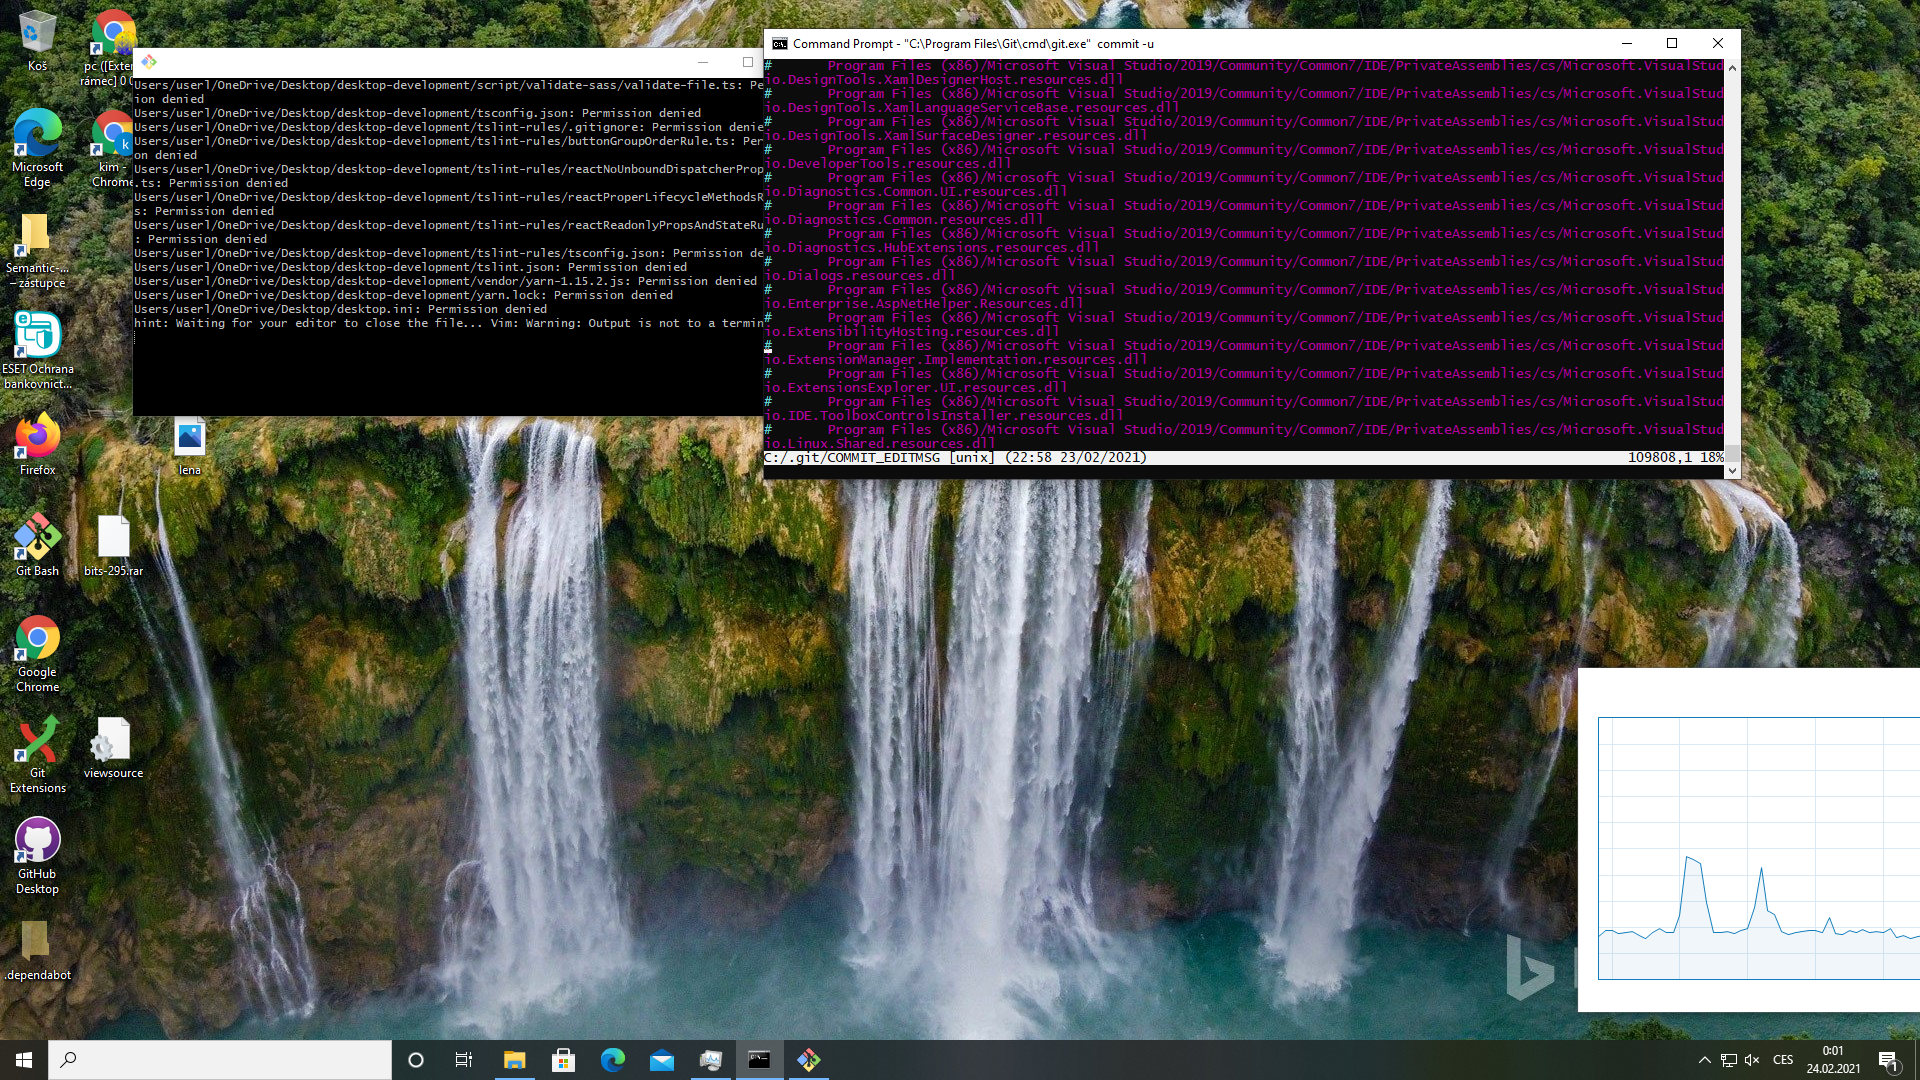 Koš
pc ([Exter
rámec] 0 0
Microsoft
Edge
kim -
Chrome
Semantic-...
– zástupce
ESET Ochrana
bankovnict...
Firefox
lena
Git Bash
bits-295.rar
Google
Chrome
Git
Extensions
viewsource
GitHub
Desktop
.dependabot
Users/userl/OneDrive/Desktop/desktop-development/script/validate-sass/validate-file.ts: Pe
ion denied
Users/userl/OneDrive/Desktop/desktop-development/tsconfig.json: Permission denied
Users/userl/OneDrive/Desktop/desktop-development/tslint-rules/.gitignore: Permission denie
Users/userl/OneDrive/Desktop/desktop-development/tslint-rules/buttonGroupOrderRule.ts: Per
on denied
Users/userl/OneDrive/Desktop/desktop-development/tslint-rules/reactNoUnboundDispatcherProp
.ts: Permission denied
Users/userl/OneDrive/Desktop/desktop-development/tslint-rules/reactProperLifecycleMethodsR
s: Permission denied
Users/userl/OneDrive/Desktop/desktop-development/tslint-rules/reactReadonlyPropsAndStateRu
: Permission denied
Users/userl/OneDrive/Desktop/desktop-development/tslint-rules/tsconfig.json: Permission de
Users/userl/OneDrive/Desktop/desktop-development/tslint.json: Permission denied
Users/userl/OneDrive/Desktop/desktop-development/vendor/yarn-1.15.2.js: Permission denied
Users/userl/OneDrive/Desktop/desktop-development/yarn.lock: Permission denied
Users/userl/OneDrive/Desktop/desktop.ini: Permission denied
hint: Waiting for your editor to close the file... Vim: Warning: Output is not to a termin
Command Prompt - "C:\Program Files\Git\cmd\git.exe" commit -u
# Program Files (x86)/Microsoft Visual Studio/2019/Community/Common7/IDE/PrivateAssemblies/cs/Microsoft.VisualStud
io.DesignTools.XamlDesignerHost.resources.dll
# Program Files (x86)/Microsoft Visual Studio/2019/Community/Common7/IDE/PrivateAssemblies/cs/Microsoft.VisualStud
io.DesignTools.XamlLanguageServiceBase.resources.dll
# Program Files (x86)/Microsoft Visual Studio/2019/Community/Common7/IDE/PrivateAssemblies/cs/Microsoft.VisualStud
io.DesignTools.XamlSurfaceDesigner.resources.dll
# Program Files (x86)/Microsoft Visual Studio/2019/Community/Common7/IDE/PrivateAssemblies/cs/Microsoft.VisualStud
io.DeveloperTools.resources.dll
# Program Files (x86)/Microsoft Visual Studio/2019/Community/Common7/IDE/PrivateAssemblies/cs/Microsoft.VisualStud
io.Diagnostics.Common.UI.resources.dll
# Program Files (x86)/Microsoft Visual Studio/2019/Community/Common7/IDE/PrivateAssemblies/cs/Microsoft.VisualStud
io.Diagnostics.Common.resources.dll
# Program Files (x86)/Microsoft Visual Studio/2019/Community/Common7/IDE/PrivateAssemblies/cs/Microsoft.VisualStud
io.Diagnostics.HubExtensions.resources.dll
# Program Files (x86)/Microsoft Visual Studio/2019/Community/Common7/IDE/PrivateAssemblies/cs/Microsoft.VisualStud
io.Dialogs.resources.dll
# Program Files (x86)/Microsoft Visual Studio/2019/Community/Common7/IDE/PrivateAssemblies/cs/Microsoft.VisualStud
io.Enterprise.AspNetHelper.Resources.dll
# Program Files (x86)/Microsoft Visual Studio/2019/Community/Common7/IDE/PrivateAssemblies/cs/Microsoft.VisualStud
io.ExtensibilityHosting.resources.dll
# Program Files (x86)/Microsoft Visual Studio/2019/Community/Common7/IDE/PrivateAssemblies/cs/Microsoft.VisualStud
io.ExtensionManager.Implementation.resources.dll
# Program Files (x86)/Microsoft Visual Studio/2019/Community/Common7/IDE/PrivateAssemblies/cs/Microsoft.VisualStud
io.ExtensionsExplorer.UI.resources.dll
# Program Files (x86)/Microsoft Visual Studio/2019/Community/Common7/IDE/PrivateAssemblies/cs/Microsoft.VisualStud
io.IDE.ToolboxControlsInstaller.resources.dll
# Program Files (x86)/Microsoft Visual Studio/2019/Community/Common7/IDE/PrivateAssemblies/cs/Microsoft.VisualStud
io.Linux.Shared.resources.dll
C:/.git/COMMIT_EDITMSG [unix] (22:58 23/02/2021) 109808,1 18%
CES
0:01
24.02.2021
1